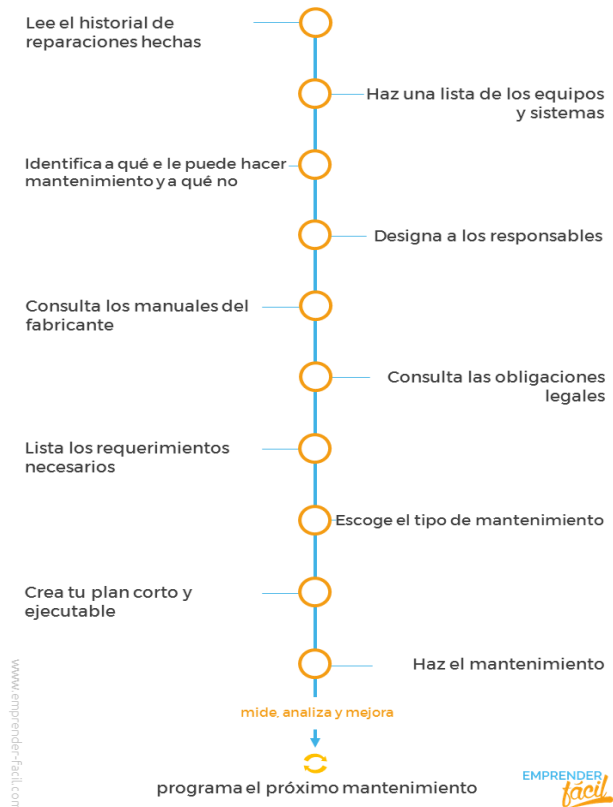 Lee el historial de
reparaciones hechas
Haz una lista de los equipos
y sistemas
Identifica a qué e le puede hacer
mantenimiento y a qué no
Designa a los responsables
Consulta los manuales del
fabricante
Consulta las obligaciones
legales
Lista los requerimientos
necesarios
Escoge el tipo de mantenimiento
Crea tu plan corto y
ejecutable
Haz el mantenimiento
mide, analiza y mejora
programa el próximo mantenimiento
www.emprender-facil.com
EMPRENDER
fácil